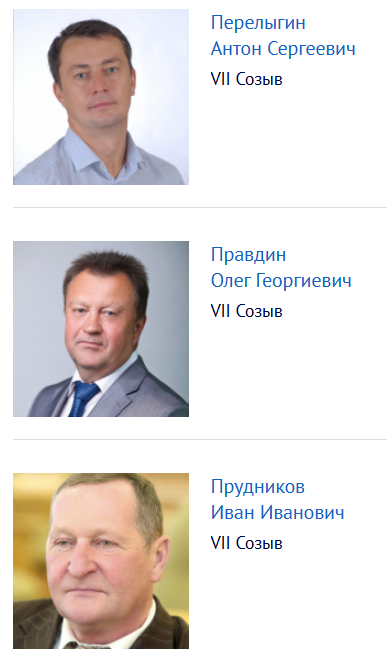 Перелыгин
Антон Сергеевич
VII Созыв
Правдин
Олег Георгиевич
VII Созыв
Прудников
Иван Иванович
VII Созыв